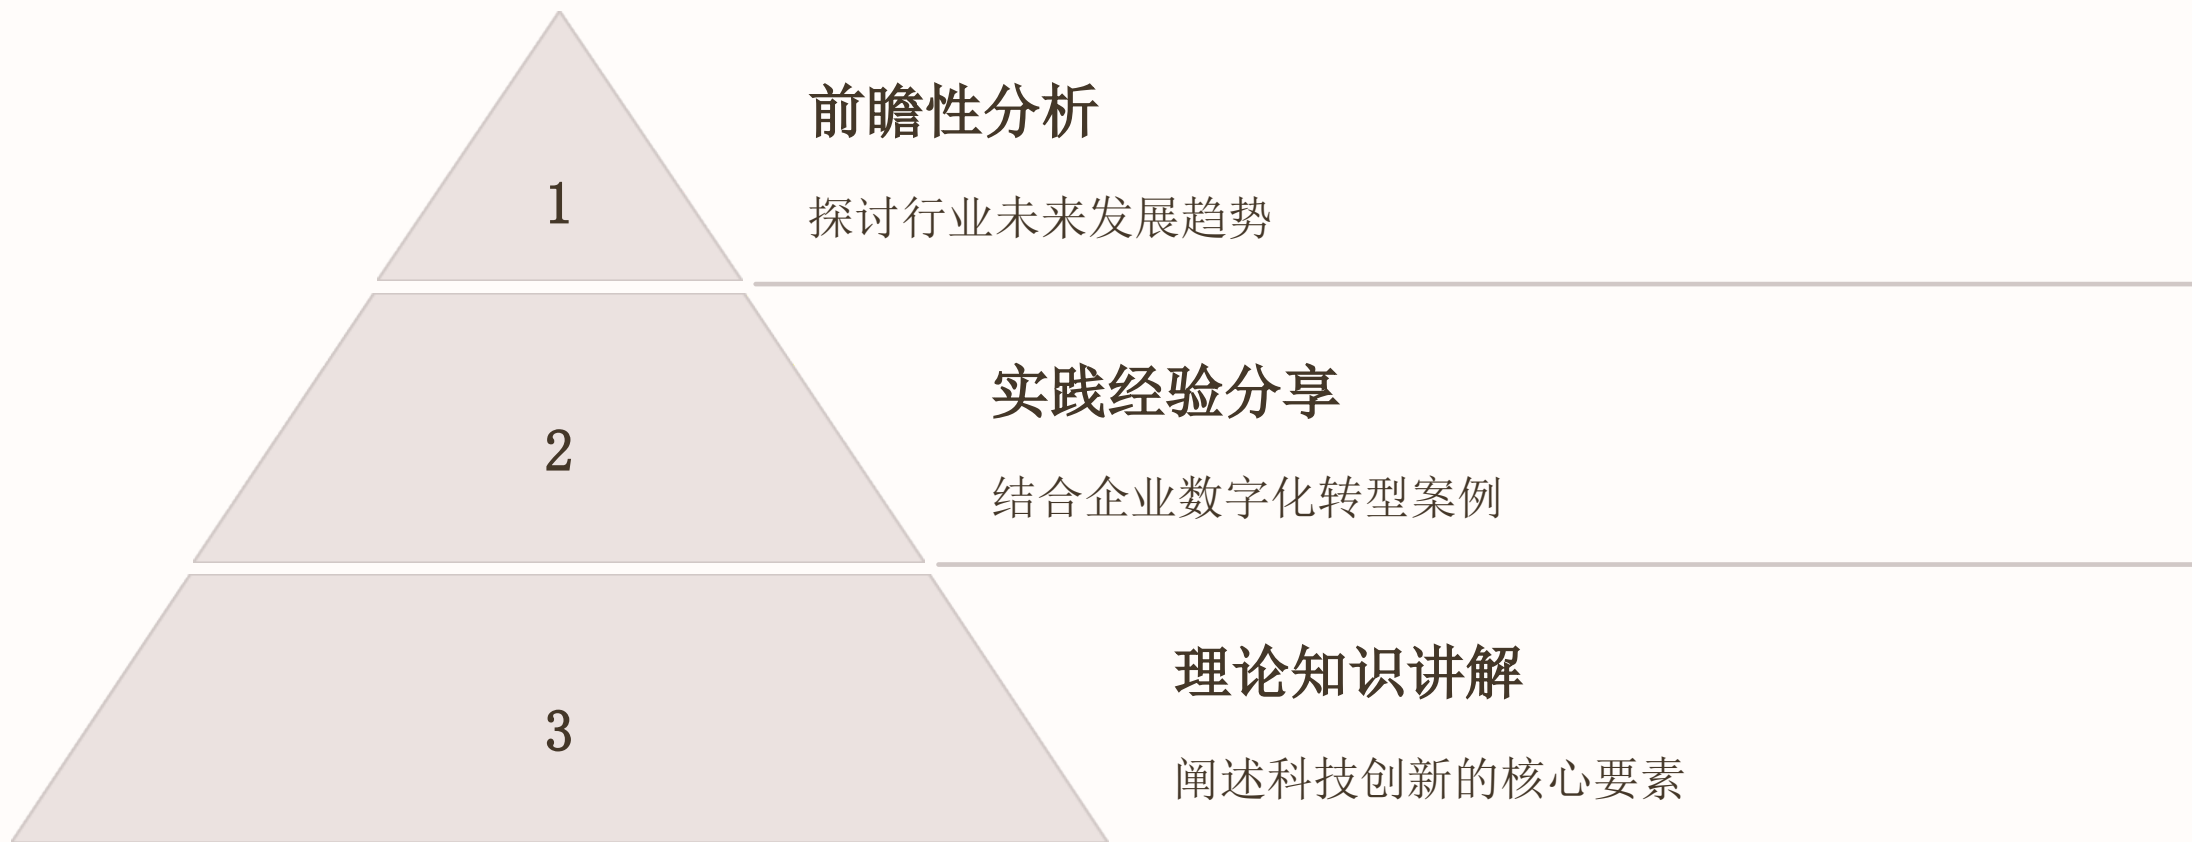 1
前瞻性分析
探讨行业未来发展趋势
2
实践经验分享
结合企业数字化转型案例
3
理论知识讲解
阐述科技创新的核心要素